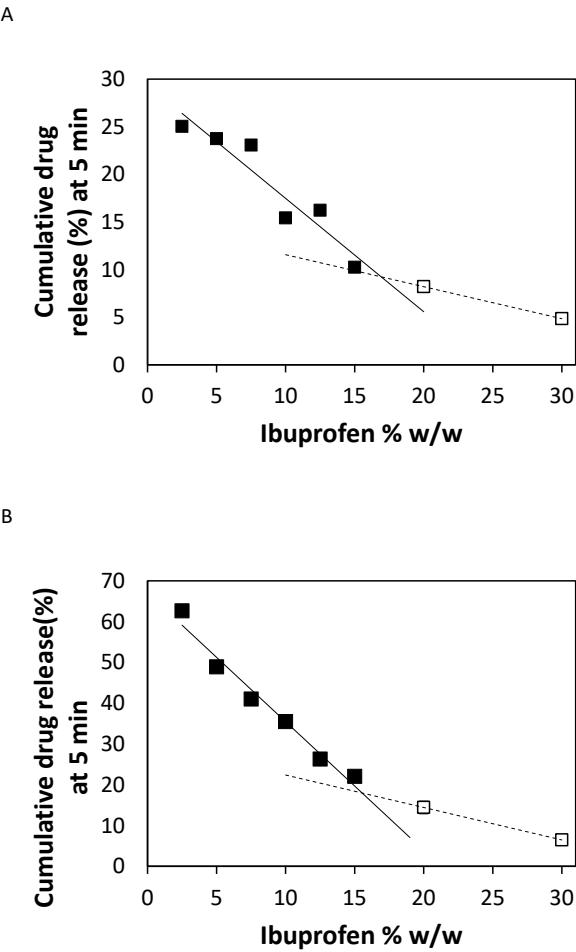 A
Cumulative drug
release (%) at 5 min
30
25
20
15
10
5
0
0 5 10 15 20 25 30
Ibuprofen % w/w
B
Cumulative drug release(%)
at 5 min
70
60
50
40
30
20
10
0
0 5 10 15 20 25 30
Ibuprofen % w/w